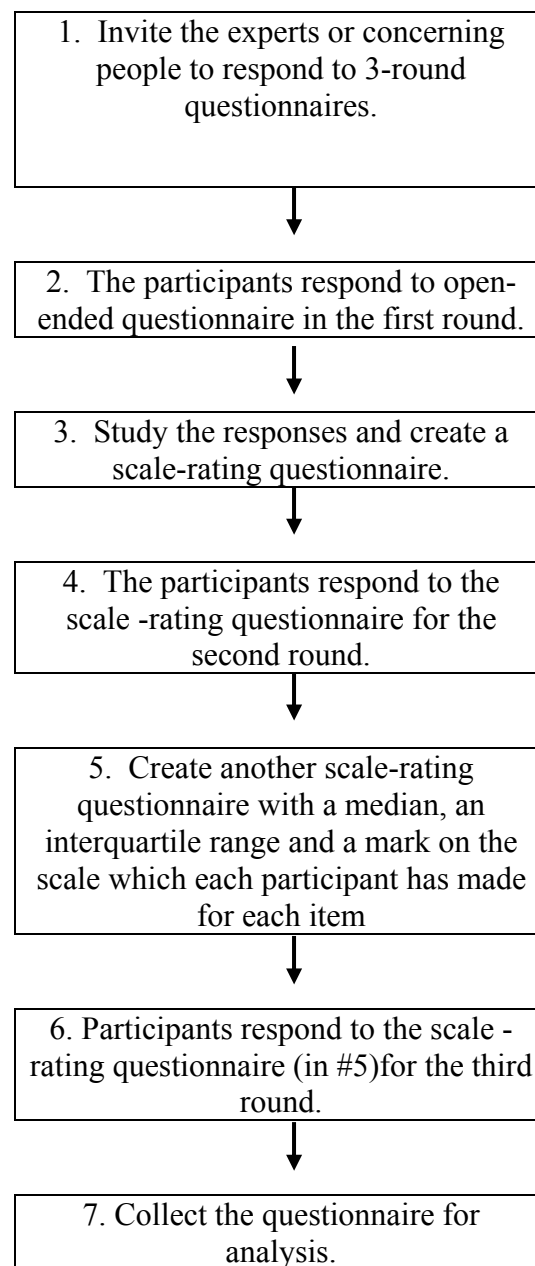 1. Invite the experts or concerning
people to respond to 3-round
questionnaires.
2. The participants respond to open-
ended questionnaire in the first round.
3. Study the responses and create a
scale-rating questionnaire.
4. The participants respond to the
scale -rating questionnaire for the
second round.
5. Create another scale-rating
questionnaire with a median, an
interquartile range and a mark on the
scale which each participant has made
for each item
6. Participants respond to the scale -
rating questionnaire (in #5)for the third
round.
7. Collect the questionnaire for
analysis.